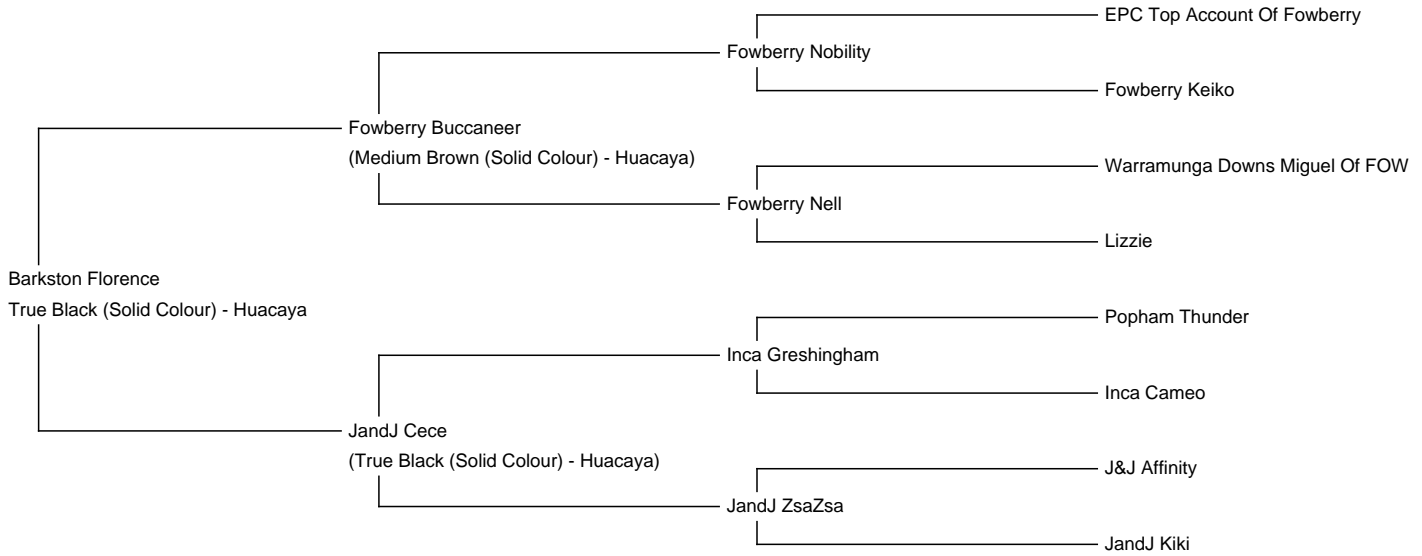 EPC Top Account Of Fowberry
Fowberry Nobility
Fowberry Keiko
Fowberry Buccaneer
(Medium Brown (Solid Colour) - Huacaya)
Warramunga Downs Miguel Of FOW
Fowberry Nell
Lizzie
Barkston Florence
True Black (Solid Colour) - Huacaya
Popham Thunder
Inca Greshingham
Inca Cameo
JandJ Cece
(True Black (Solid Colour) - Huacaya)
J&J Affinity
JandJ ZsaZsa
JandJ Kiki